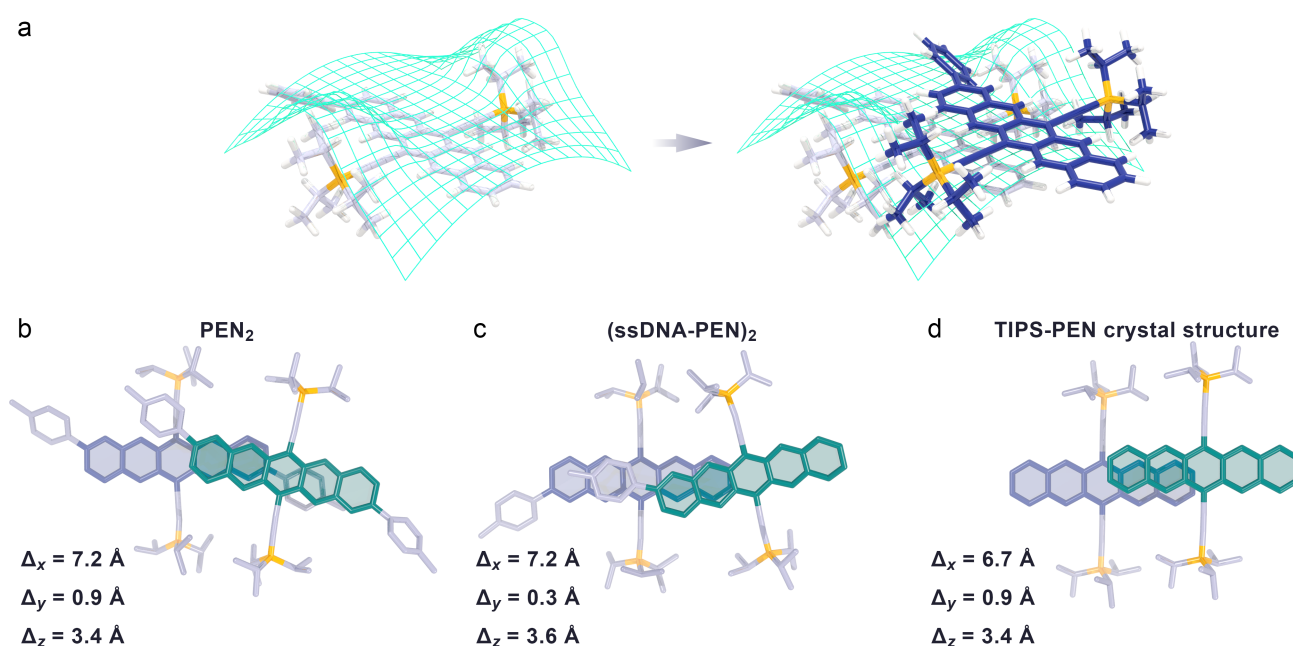 a
b
PEN₂
Δx = 7.2 Å
Δy = 0.9 Å
Δz = 3.4 Å
c
(ssDNA-PEN)₂
Δx = 7.2 Å
Δy = 0.3 Å
Δz = 3.6 Å
d
TIPS-PEN crystal structure
Δx = 6.7 Å
Δy = 0.9 Å
Δz = 3.4 Å